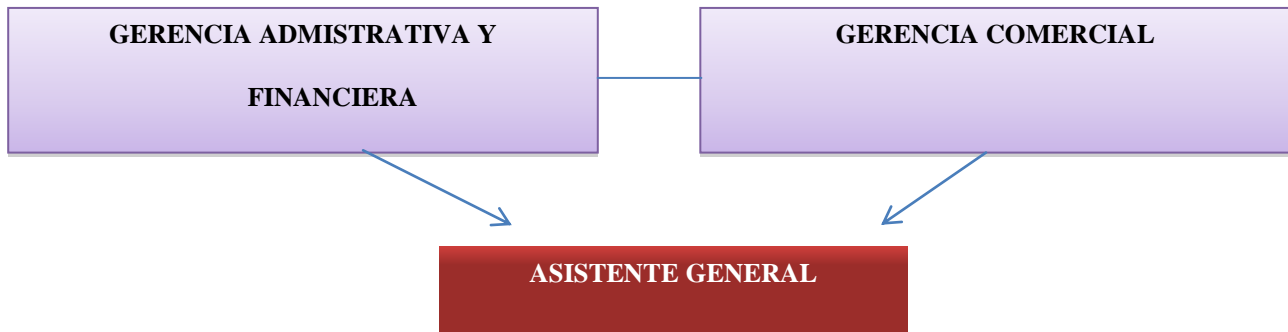 GERENCIA ADMISTRATIVA Y
FINANCIERA
GERENCIA COMERCIAL
ASISTENTE GENERAL